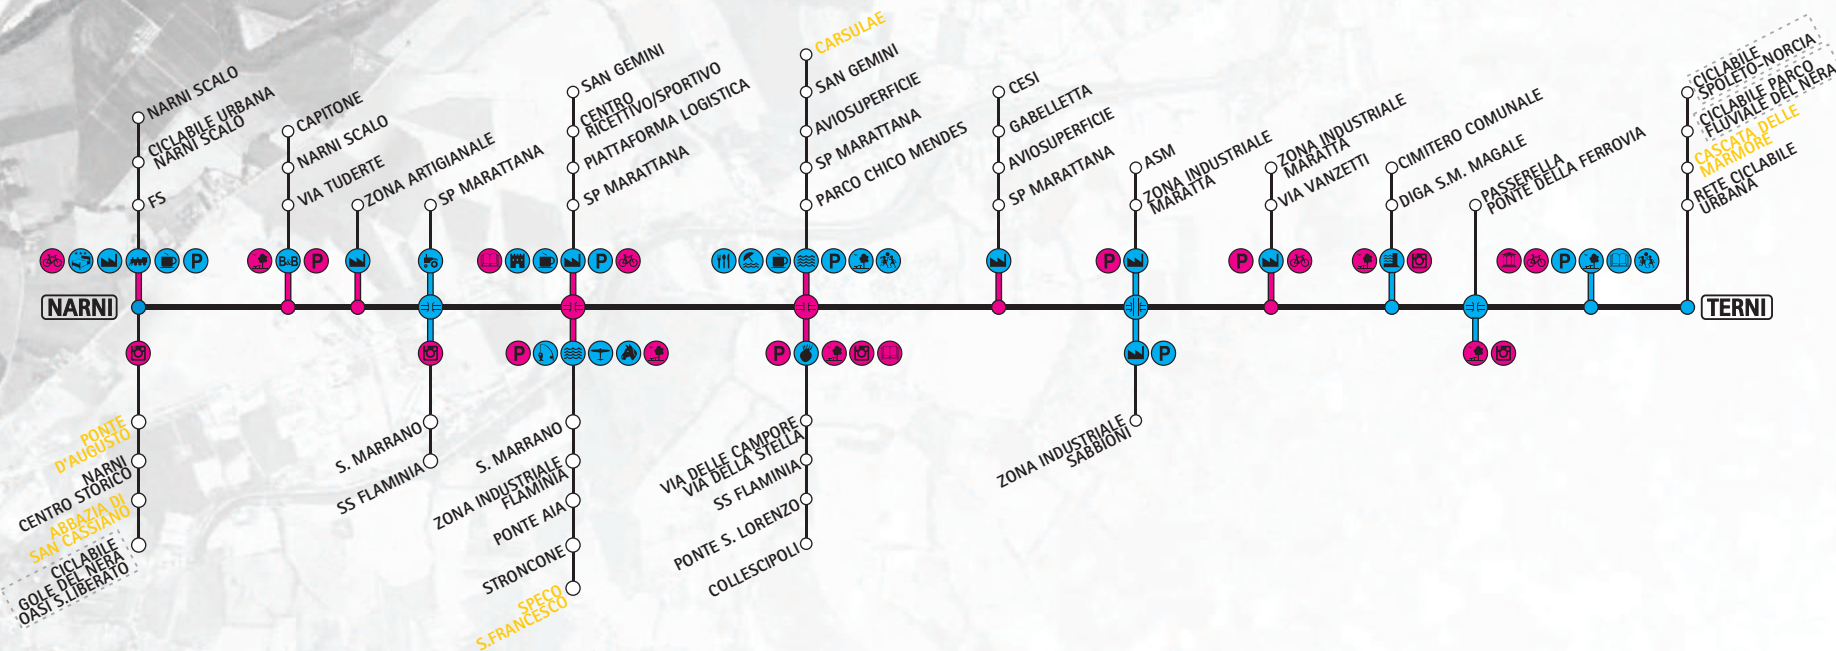 NARNI SCALO
CICLABILE URBANA
NARNI SCALO
FS
CAPITONE
NARNI SCALO
VIA TUDERTE
ZONA ARTIGIANALE
SP MARATTANA
SAN GEMINI
CENTRO
RICETTIVO/SPORTIVO
PIATTAFORMA LOGISTICA
SP MARATTANA
CARSULAE
SAN GEMINI
AVIOSUPERFICIE
SP MARATTANA
PARCO CHICO MENDES
CESI
GABELLETTA
AVIOSUPERFICIE
SP MARATTANA
ASM
ZONA INDUSTRIALE
MARATTA
ZONA INDUSTRIALE
MARATTA
VIA VANZETTI
CIMITERO COMUNALE
DIGA S.M. MAGALE
PASSERELLA
PONTE DELLA FERROVIA
CICLABILE
SPOLETO-NORCIA
CICLABILE PARCO
FLUVIALE DEL NERA
CASCATA DELLE
MARMORE
RETE CICLABILE
URBANA
P
B&B
P
P
P
P
P
P
P
NARNI
TERNI
P
P
P
PONTE
D'AUGUSTO
NARNI
CENTRO STORICO
ABBAZIA DI
SAN CASSIANO
CICLABILE
GOLE DEL NERA
OASI S.LIBERATO
S. MARRANO
SS FLAMINIA
S. MARRANO
ZONA INDUSTRIALE
FLAMINIA
PONTE AIA
STRONCONE
SPECO
S.FRANCESCO
VIA DELLE CAMPORE
VIA DELLA STELLA
SS FLAMINIA
PONTE S. LORENZO
COLLESCIPOLI
ZONA INDUSTRIALE
SABBIONI